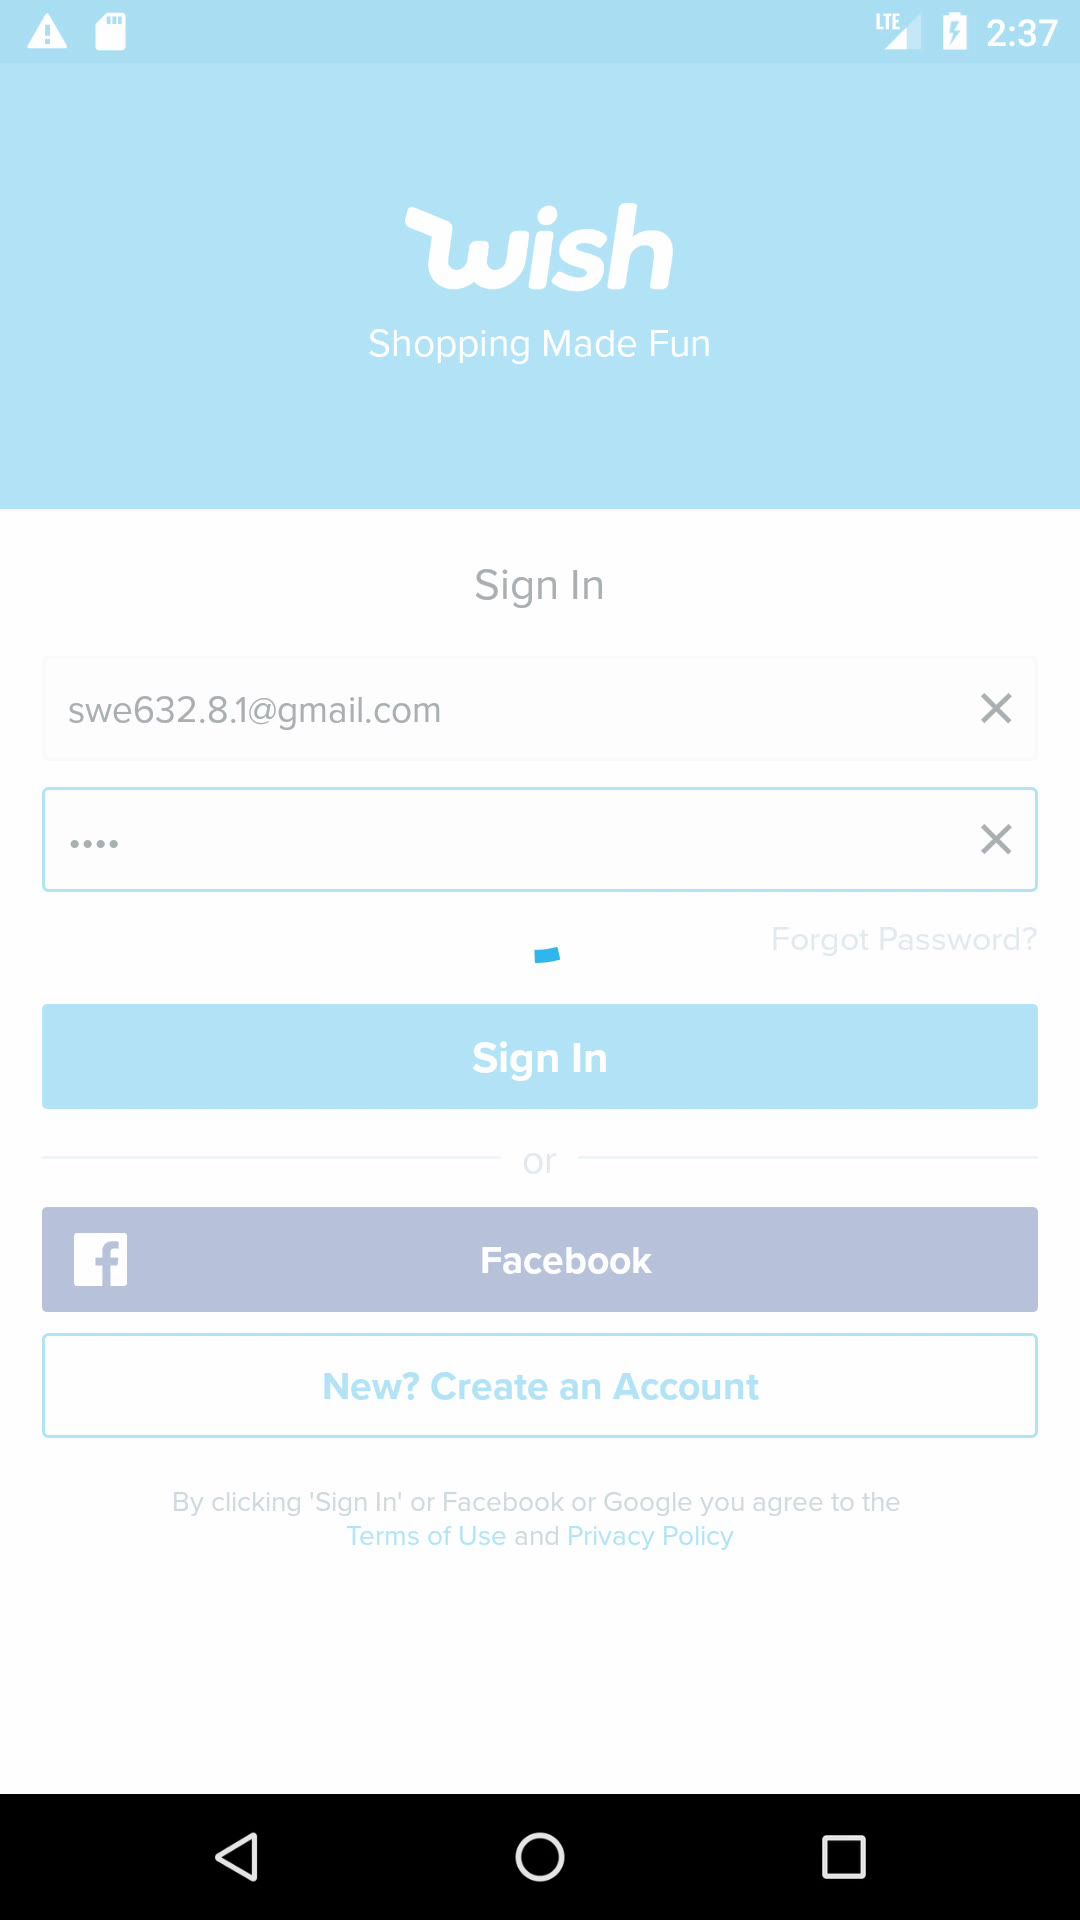 LTE 2:37
wish
Shopping Made Fun
Sign In
swe632.8.1@gmail.com
••••
Forgot Password?
Sign In
or
Facebook
New? Create an Account
By clicking 'Sign In' or Facebook or Google you agree to the
Terms of Use and Privacy Policy